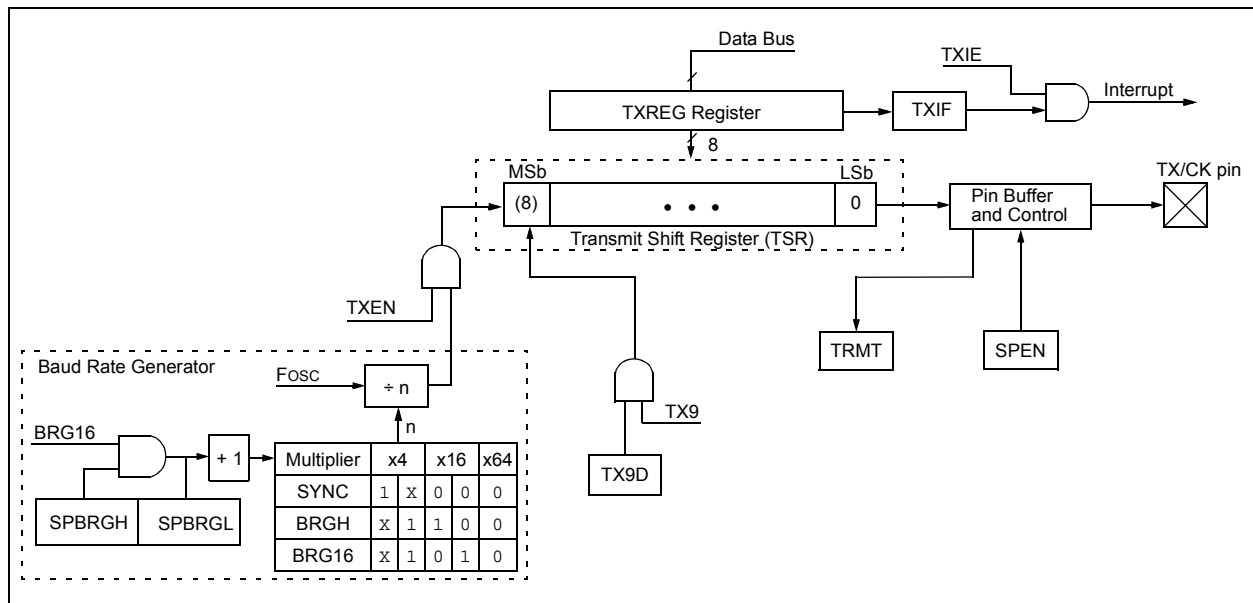 Data Bus
TXIE
Interrupt
TXREG Register
TXIF
8
MSb
LSb
TX/CK pin
(8)
• • •
0
Pin Buffer
and Control
Transmit Shift Register (TSR)
TXEN
TRMT
SPEN
Baud Rate Generator
FOSC
÷ n
TX9
n
BRG16
+ 1
Multiplier x4 x16 x64
TX9D
SYNC 1 X 0 0 0
SPBRGH SPBRGL
BRGH X 1 1 0 0
BRG16 X 1 0 1 0